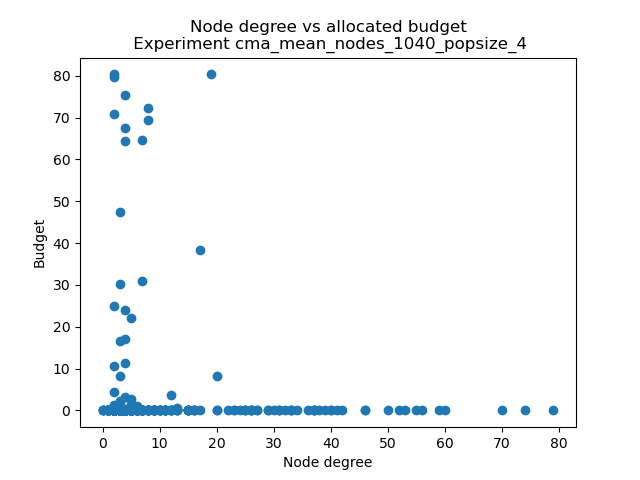 Node degree vs allocated budget
Experiment cma_mean_nodes_1040_popsize_4
80
70
60
50
40
30
20
10
0
Budget
0 10 20 30 40 50 60 70 80
Node degree